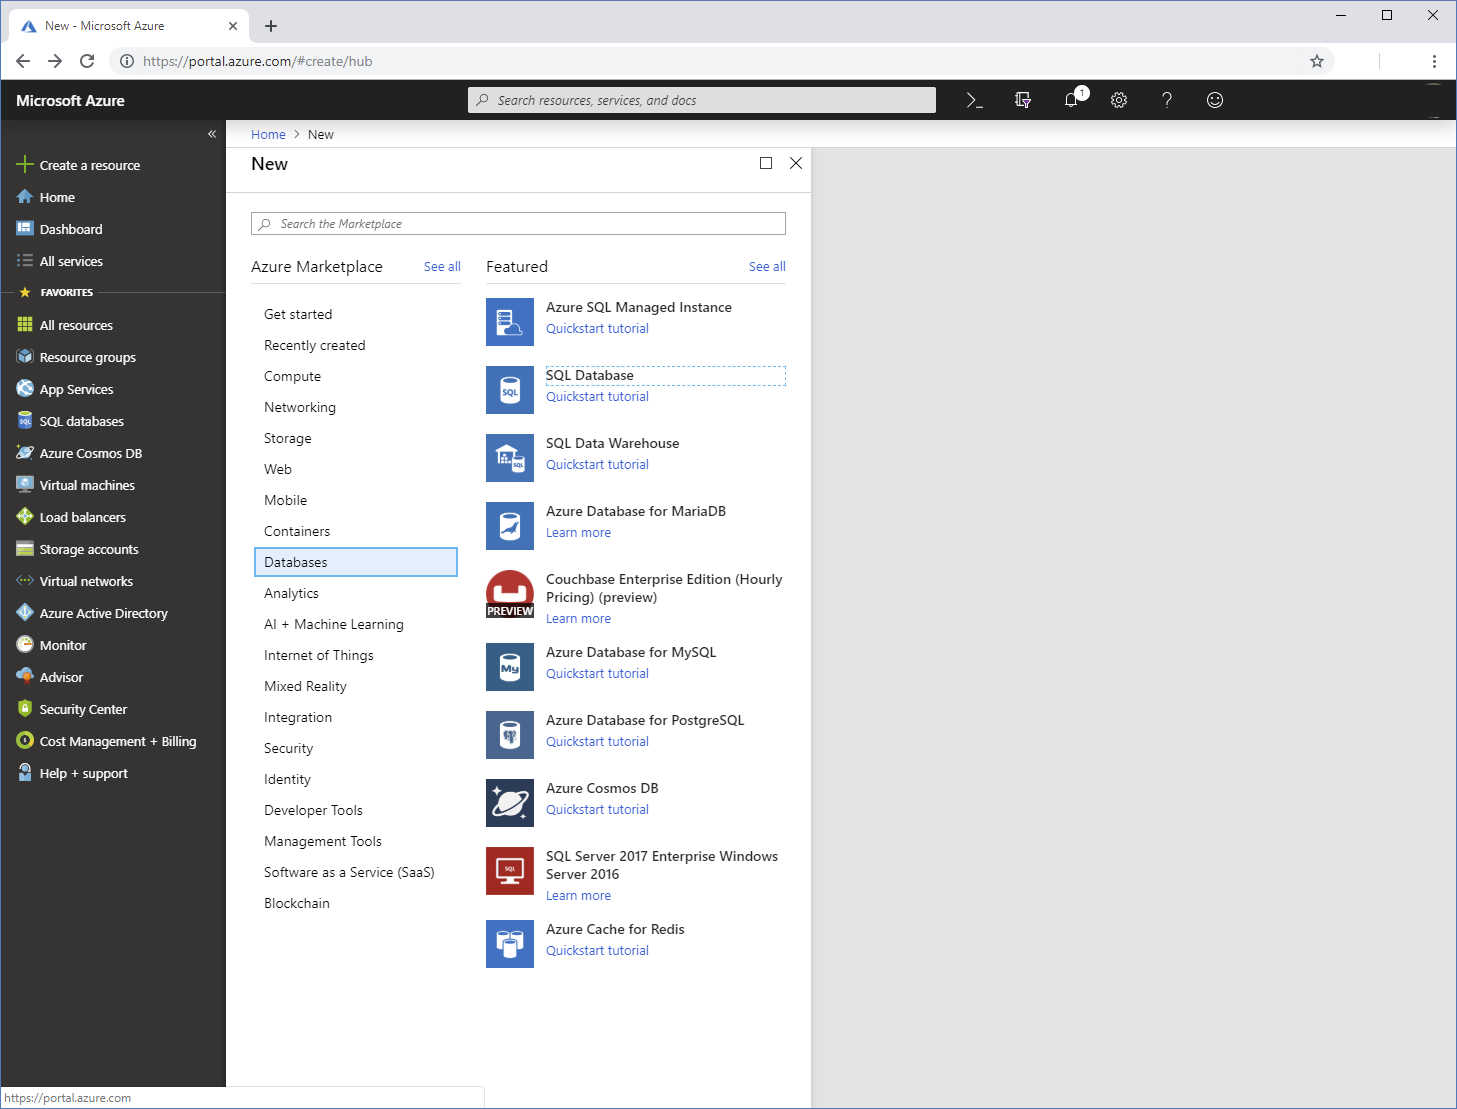 New - Microsoft Azure
https://portal.azure.com/#create/hub
Microsoft Azure
Search resources, services, and docs
1
Home > New
Create a resource
Home
Dashboard
All services
FAVORITES
All resources
Resource groups
App Services
SQL databases
Azure Cosmos DB
Virtual machines
Load balancers
Storage accounts
Virtual networks
Azure Active Directory
Monitor
Advisor
Security Center
Cost Management + Billing
Help + support
New
Search the Marketplace
Azure Marketplace
See all
Get started
Recently created
Compute
Networking
Storage
Web
Mobile
Containers
Databases
Analytics
AI + Machine Learning
Internet of Things
Mixed Reality
Integration
Security
Identity
Developer Tools
Management Tools
Software as a Service (SaaS)
Blockchain
Featured
See all
Azure SQL Managed Instance
Quickstart tutorial
SQL
SQL Database
Quickstart tutorial
SQL
SQL Data Warehouse
Quickstart tutorial
Azure Database for MariaDB
Learn more
PREVIEW
Couchbase Enterprise Edition (Hourly
Pricing) (preview)
Learn more
My
Azure Database for MySQL
Quickstart tutorial
Azure Database for PostgreSQL
Quickstart tutorial
Azure Cosmos DB
Quickstart tutorial
SQL
SQL Server 2017 Enterprise Windows
Server 2016
Learn more
Azure Cache for Redis
Quickstart tutorial
https://portal.azure.com